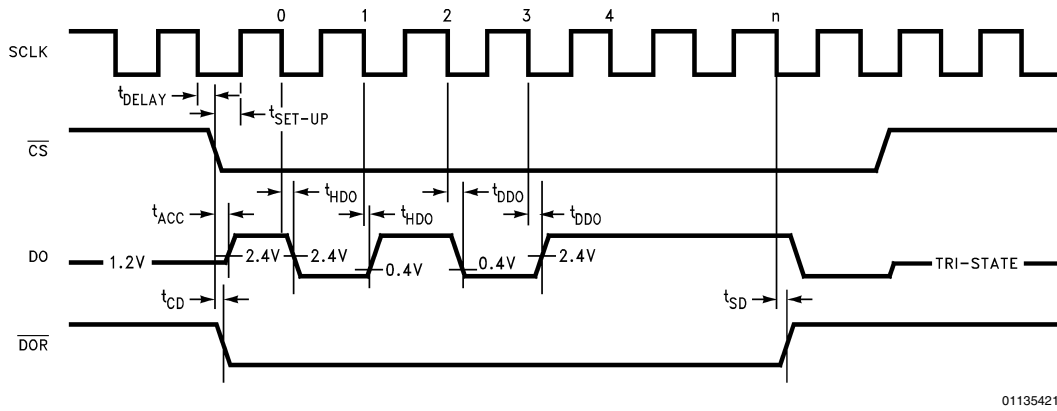 0 1 2 3 4 n
SCLK
tDELAY
tSET-UP
CS
tHDO
tHDO
tDDO
tDDO
tACC
DO
1.2V
2.4V
2.4V
0.4V
0.4V
2.4V
TRI-STATE
tCD
tSD
DOR
01135421